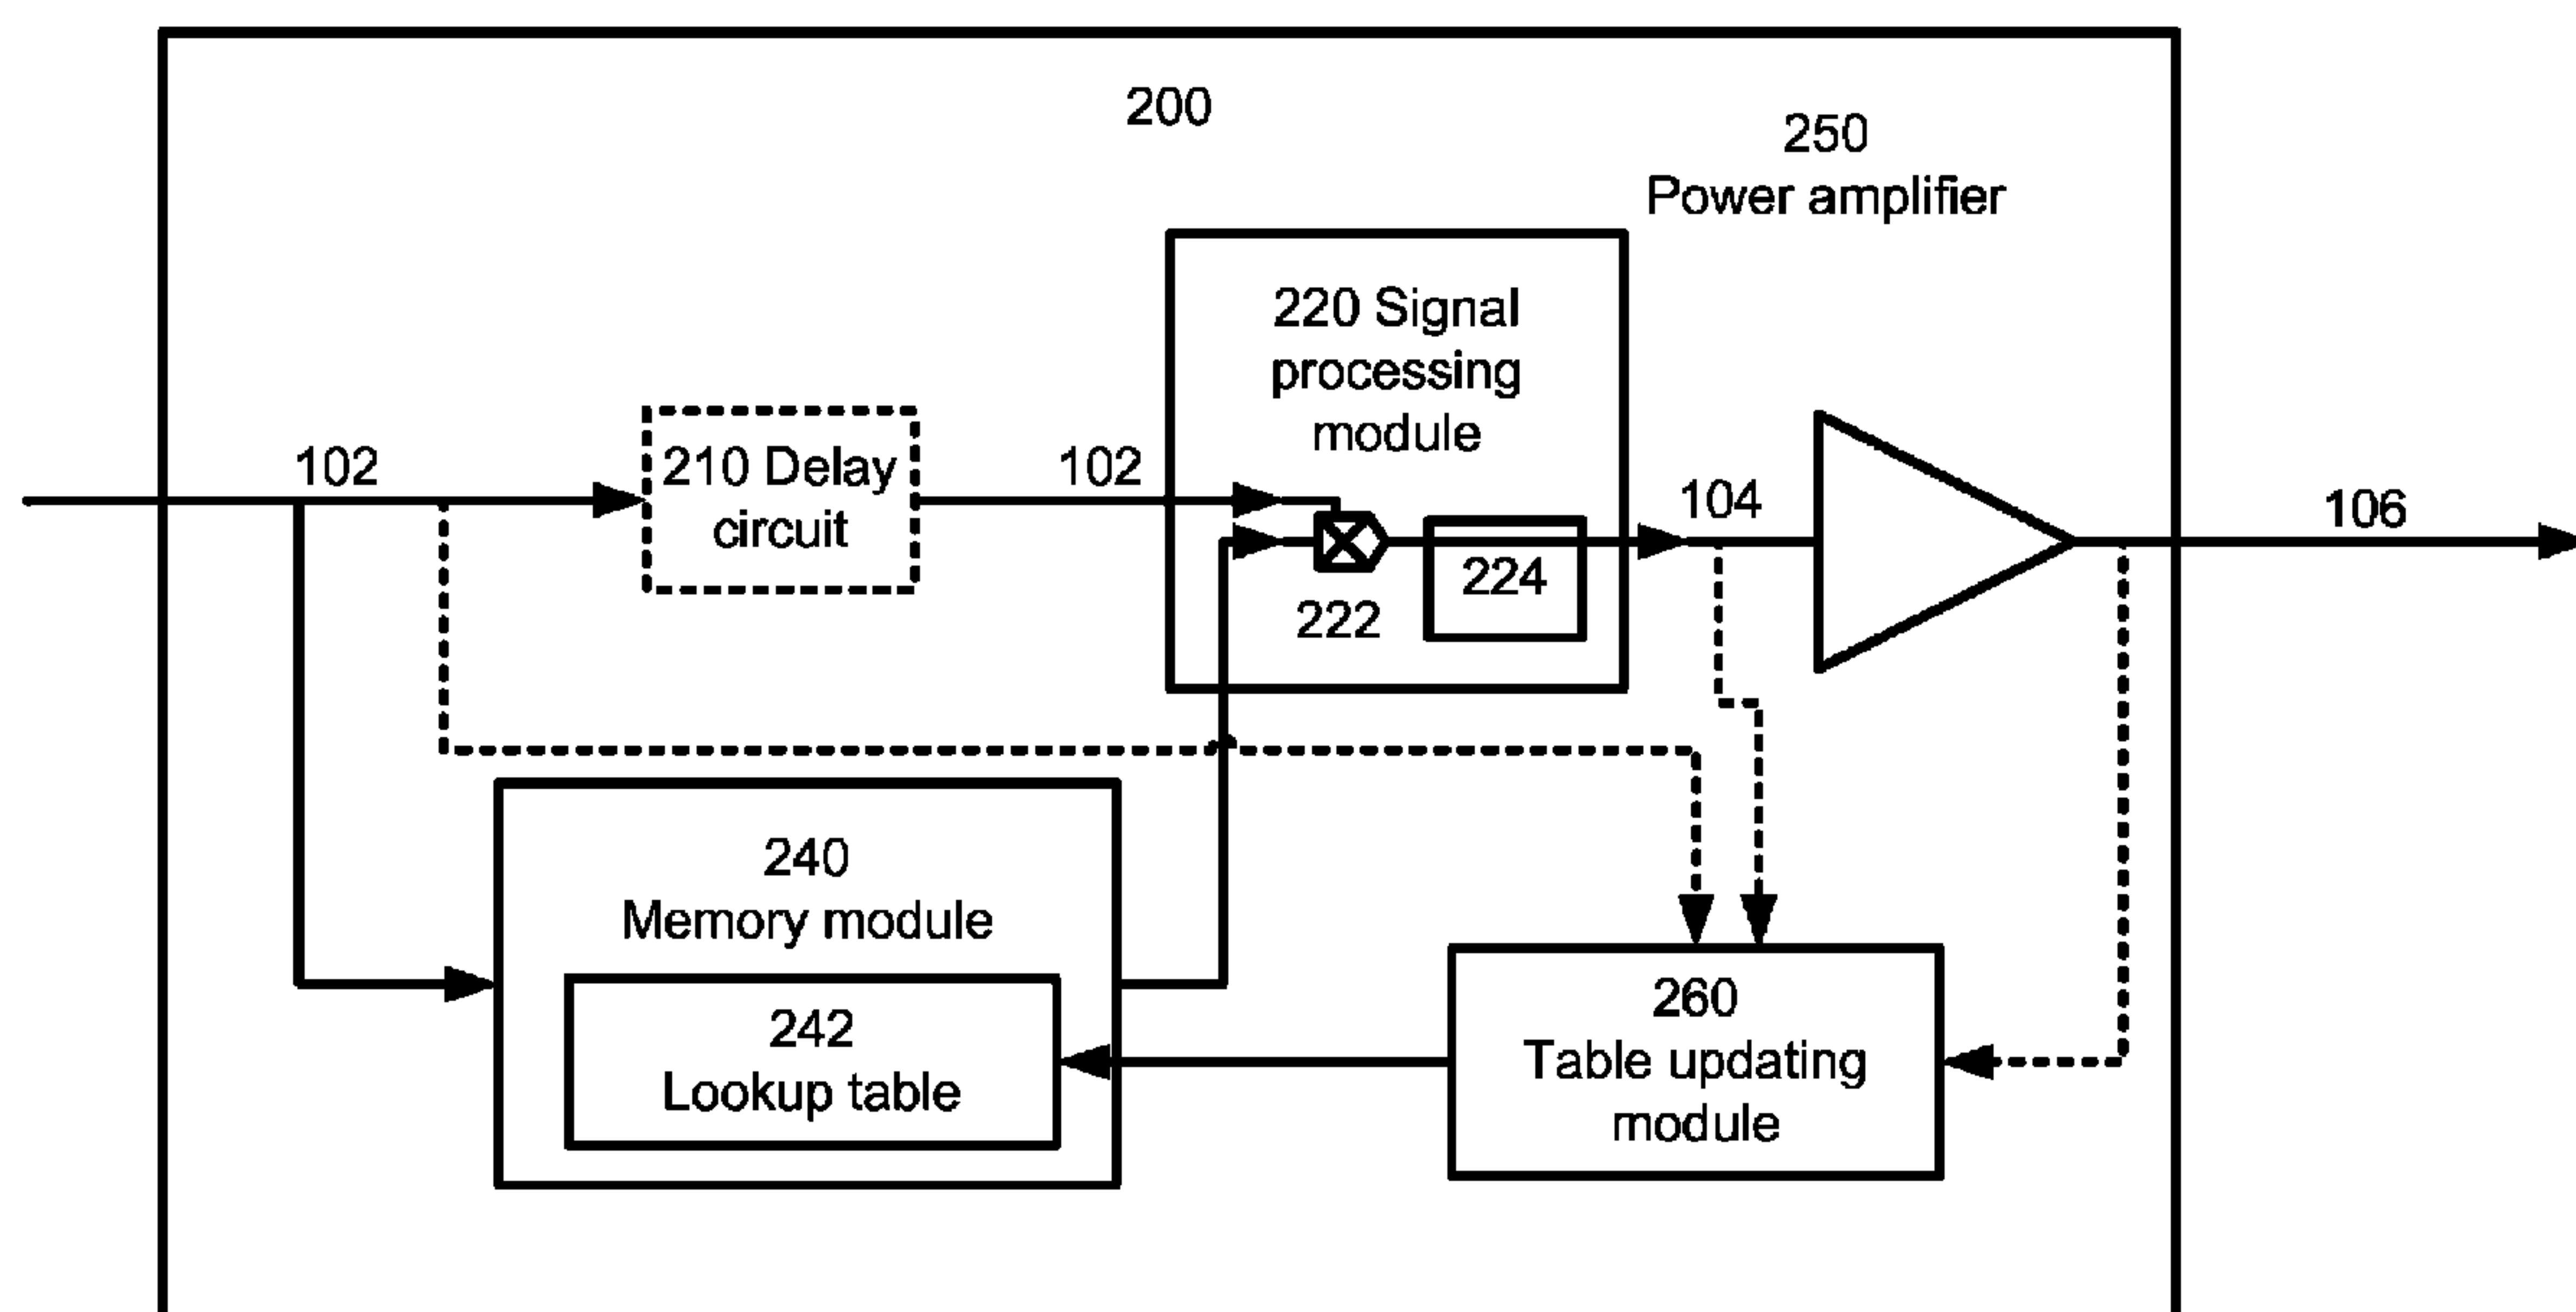 200
250
Power amplifier
220 Signal
processing
module
102
210 Delay
circuit
102
104
106
222
224
240
Memory module
242
Lookup table
260
Table updating
module